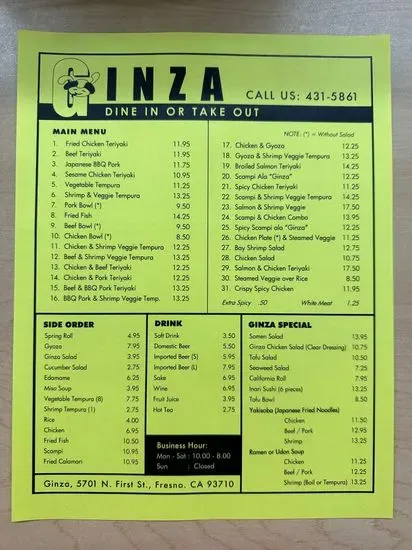 GINZA
CALL US: 431-5861
DINE IN OR TAKE OUT
MAIN MENU
1. Fried Chicken Teriyaki 11.95
2. Beef Teriyaki 11.95
3. Japanese BBQ Pork 11.75
4. Sesame Chicken Teriyaki 10.95
5. Vegetable Tempura 11.25
6. Shrimp & Veggie Tempura 13.25
7. Pork Bowl (*) 9.50
8. Fried Fish 14.25
9. Beef Bowl (*) 9.50
10. Chicken Bowl (*) 8.50
11. Chicken & Shrimp Veggie Tempura 12.25
12. Beef & Shrimp Veggie Tempura 13.25
13. Chicken & Beef Teriyaki 12.25
14. Chicken & Pork Teriyaki 12.25
15. Beef & BBQ Pork Teriyaki 13.25
16. BBQ Pork & Shrimp Veggie Temp. 13.25
NOTE: (*) = Without Salad
17. Chicken & Gyoza 12.25
18. Gyoza & Shrimp Veggie Tempura 13.25
19. Broiled Salmon Teriyaki 14.25
20. Scampi Ala "Ginza" 12.25
21. Spicy Chicken Teriyaki 11.25
22. Scampi & Shrimp Veggie Tempura 13.25
23. Salmon & Shrimp Veggie 17.50
24. Scampi & Chicken Combo 13.95
25. Spicy Scampi ala "Ginza" 12.25
26. Chicken Plate (*) & Steamed Veggie 11.25
27. Bay Shrimp Salad 12.75
28. Chicken Salad 10.75
29. Salmon & Chicken Teriyaki 17.50
30. Steamed Veggie over Rice 8.50
31. Crispy Spicy Chicken 11.95
Extra Spicy .50 White Meat 1.25
SIDE ORDER
Spring Roll 4.95
Gyoza 7.95
Ginza Salad 3.95
Cucumber Salad 2.75
Edamame 6.25
Miso Soup 3.95
Vegetable Tempura (8) 7.75
Shrimp Tempura (1) 2.75
Rice 4.00
Chicken 6.95
Fried Fish 10.50
Scampi 10.95
Fried Calamari 10.95
DRINK
Soft Drink 3.50
Domestic Beer 5.50
Imported Beer (S) 5.95
Imported Beer (L) 7.95
Sake 6.95
Wine 6.95
Fruit Juice 3.95
Hot Tea 2.75
Business Hour:
Mon - Sat : 10.00 - 8.00
Sun : Closed
GINZA SPECIAL
Somen Salad 13.95
Ginza Chicken Salad (Clear Dressing) 10.75
Tofu Salad 10.50
Seaweed Salad 7.25
California Roll 7.95
Inari Sushi (6 pieces) 13.25
Tofu Bowl 8.50
Yakisoba (Japanese Fried Noodles)
Chicken 11.50
Beef / Pork 12.95
Shrimp 13.25
Ramen or Udon Soup
Chicken 11.25
Beef / Pork 12.25
Shrimp (Boil or Tempura) 13.25
Ginza, 5701 N. First St., Fresno. CA 93710